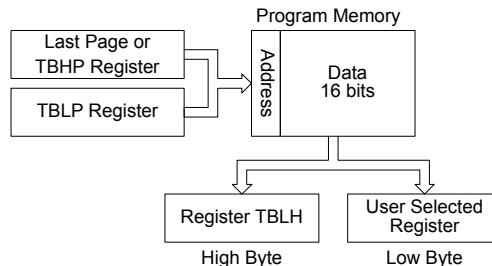 Program Memory
Last Page or
TBHP Register
TBLP Register
Address
Data
16 bits
Register TBLH
User Selected
Register
High Byte
Low Byte